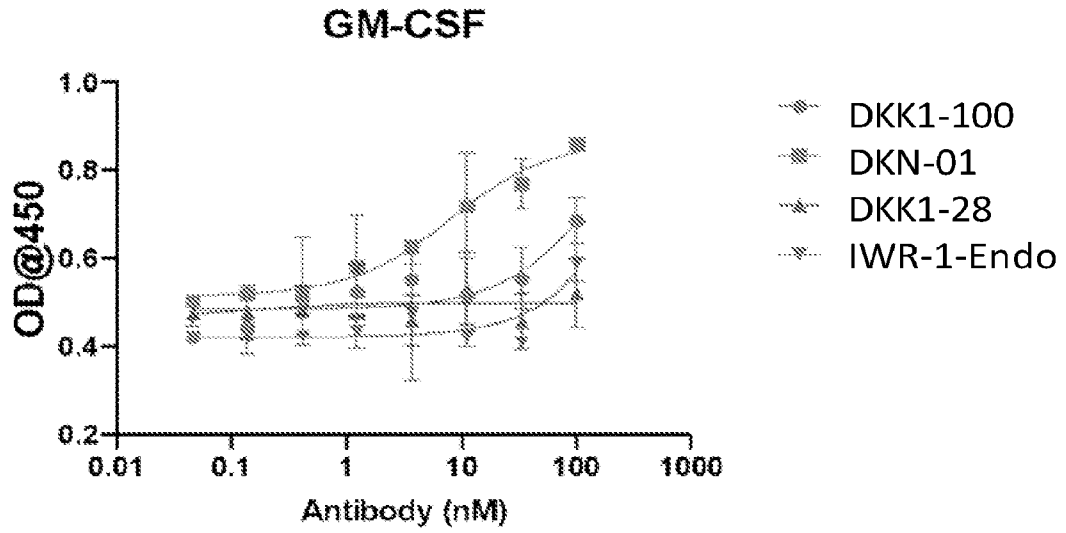 GM-CSF
1.0
0.8
0.6
0.4
0.2
OD@450
0.01 0.1 1 10 100 1000
Antibody (nM)
DKK1-100
DKN-01
DKK1-28
IWR-1-Endo